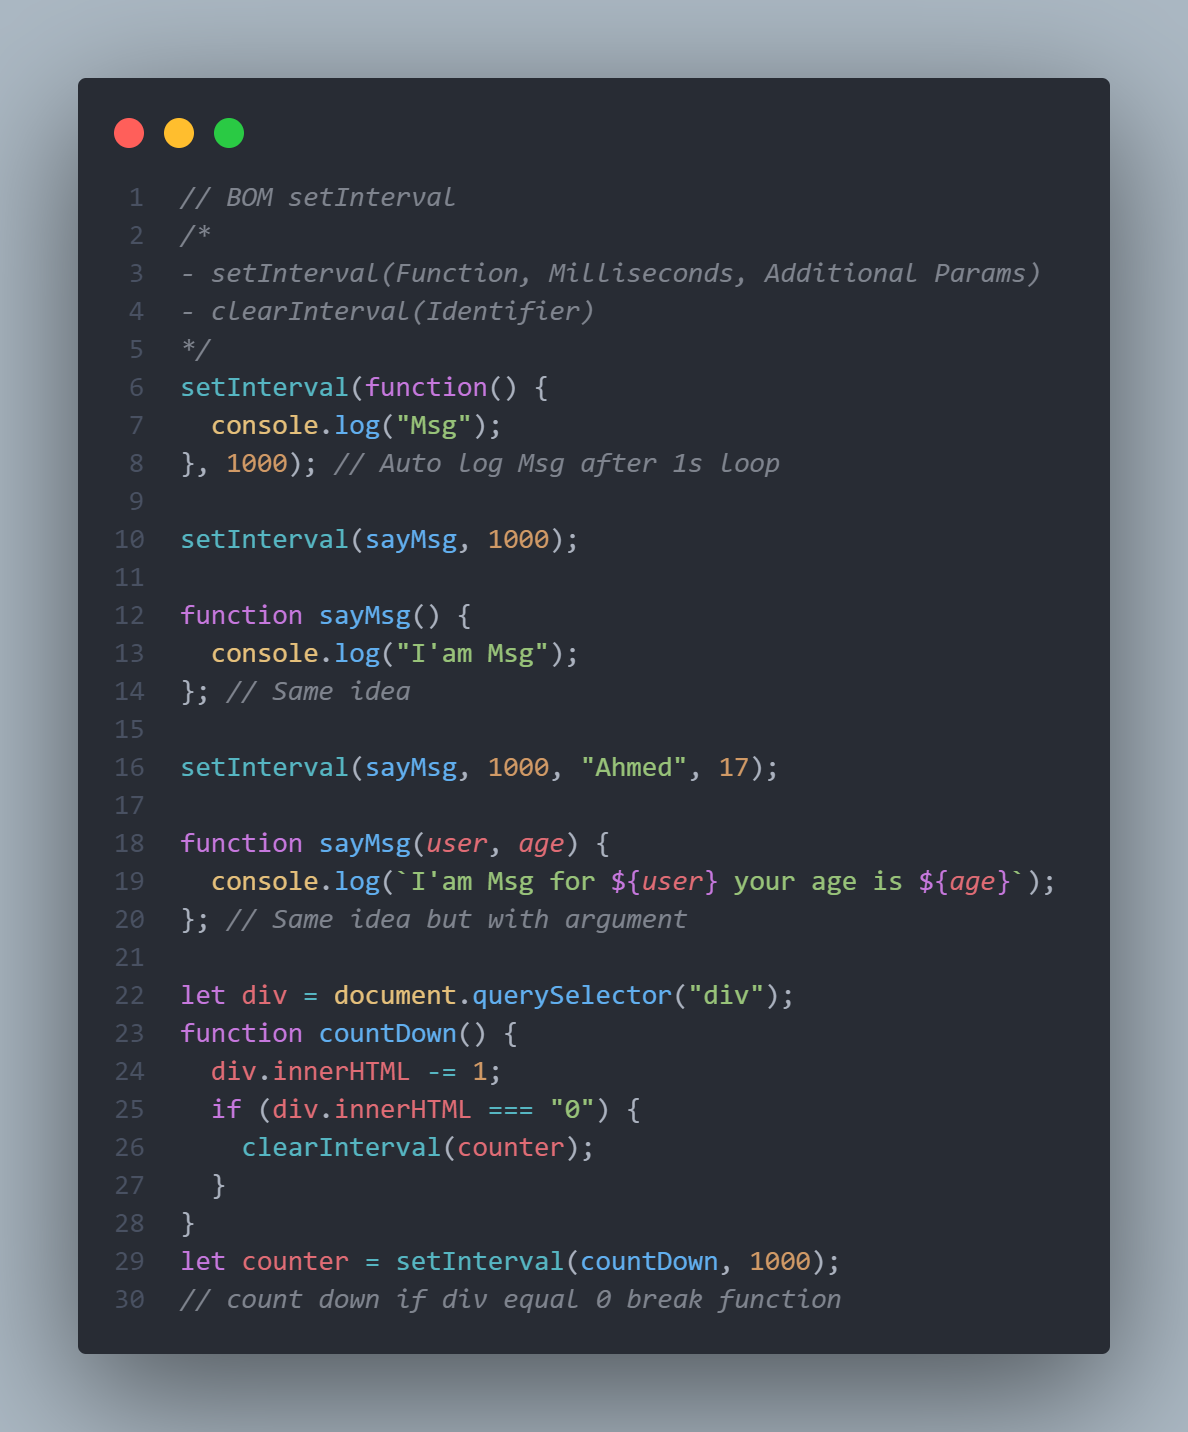 1 // BOM setInterval
2 /*
3 - setInterval(Function, Milliseconds, Additional Params)
4 - clearInterval(Identifier)
5 */
6 setInterval(function() {
7   console.log("Msg");
8 }, 1000); // Auto log Msg after 1s loop
9
10 setInterval(sayMsg, 1000);
11
12 function sayMsg() {
13   console.log("I'am Msg");
14 }; // Same idea
15
16 setInterval(sayMsg, 1000, "Ahmed", 17);
17
18 function sayMsg(user, age) {
19   console.log(`I'am Msg for ${user} your age is ${age}`);
20 }; // Same idea but with argument
21
22 let div = document.querySelector("div");
23 function countDown() {
24   div.innerHTML -= 1;
25   if (div.innerHTML === "0") {
26     clearInterval(counter);
27   }
28 }
29 let counter = setInterval(countDown, 1000);
30 // count down if div equal 0 break function